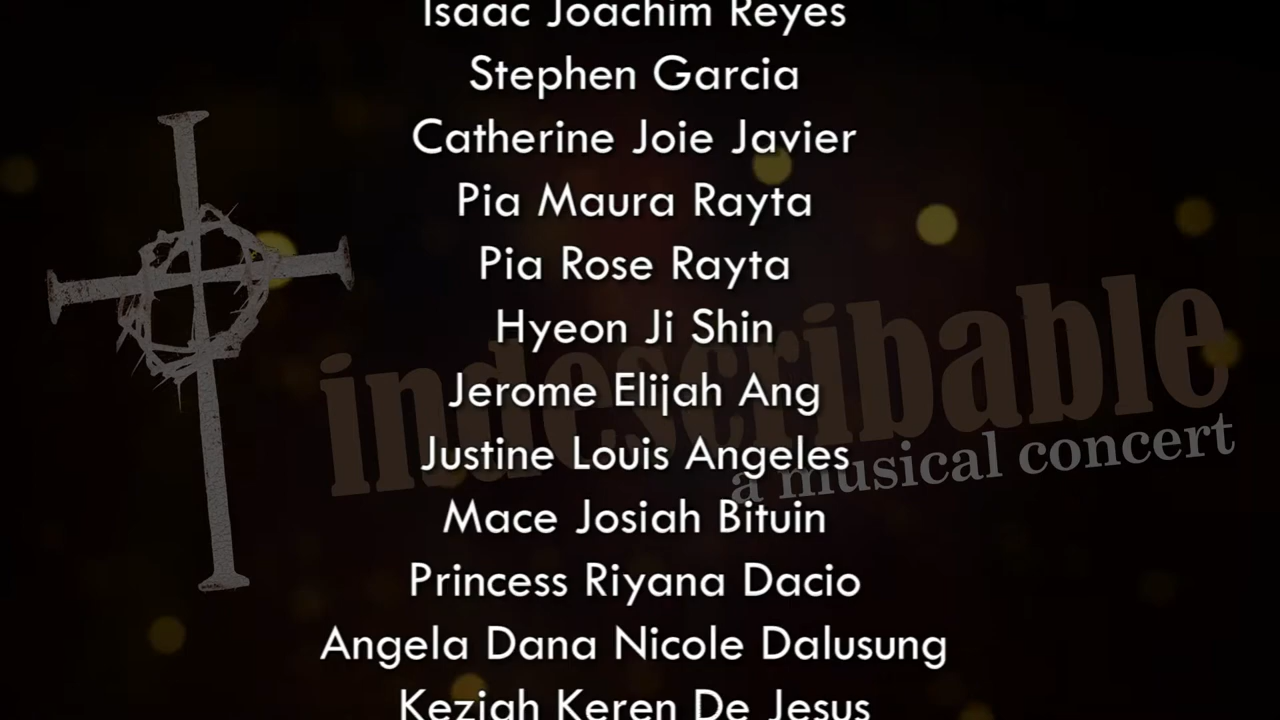 Isaac Joachim Reyes
Stephen Garcia
Catherine Joie Javier
Pia Maura Rayta
Pia Rose Rayta
Hyeon Ji Shin
Jerome Elijah Ang
Justine Louis Angeles
Mace Josiah Bituin
Princess Riyana Dacio
Angela Dana Nicole Dalusung
Keziah Keren De Jesus
indescribable
a musical concert